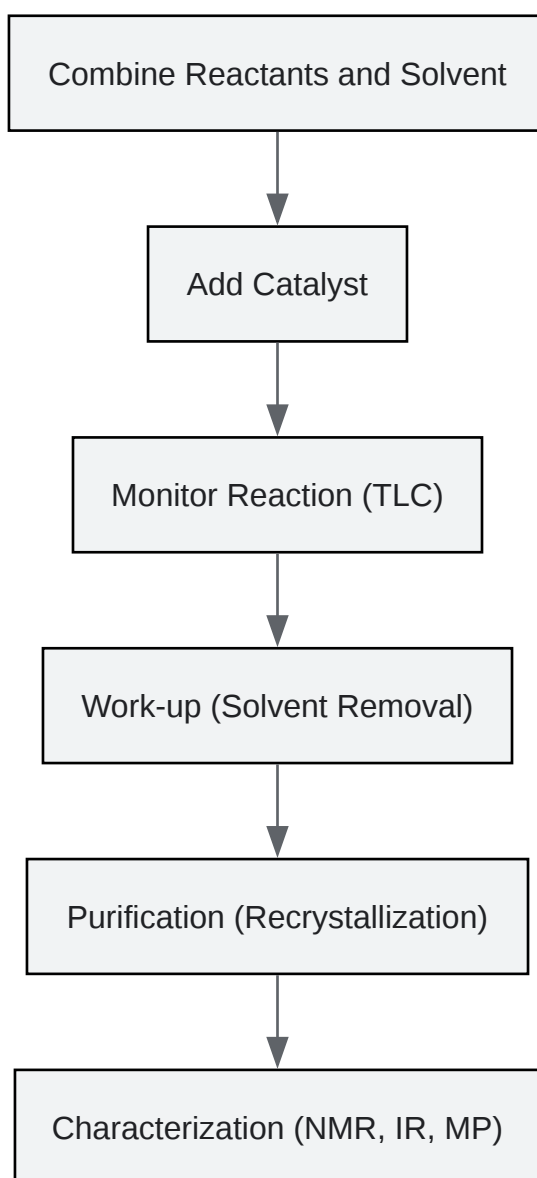 Combine Reactants and Solvent
Add Catalyst
Monitor Reaction (TLC)
Work-up (Solvent Removal)
Purification (Recrystallization)
Characterization (NMR, IR, MP)